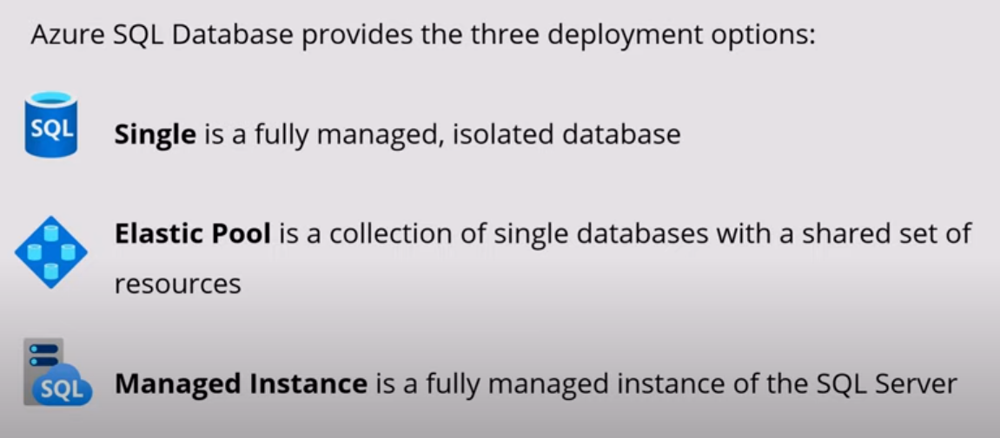 Azure SQL Database provides the three deployment options:
SQL
Single is a fully managed, isolated database
Elastic Pool is a collection of single databases with a shared set of
resources
SQL
Managed Instance is a fully managed instance of the SQL Server